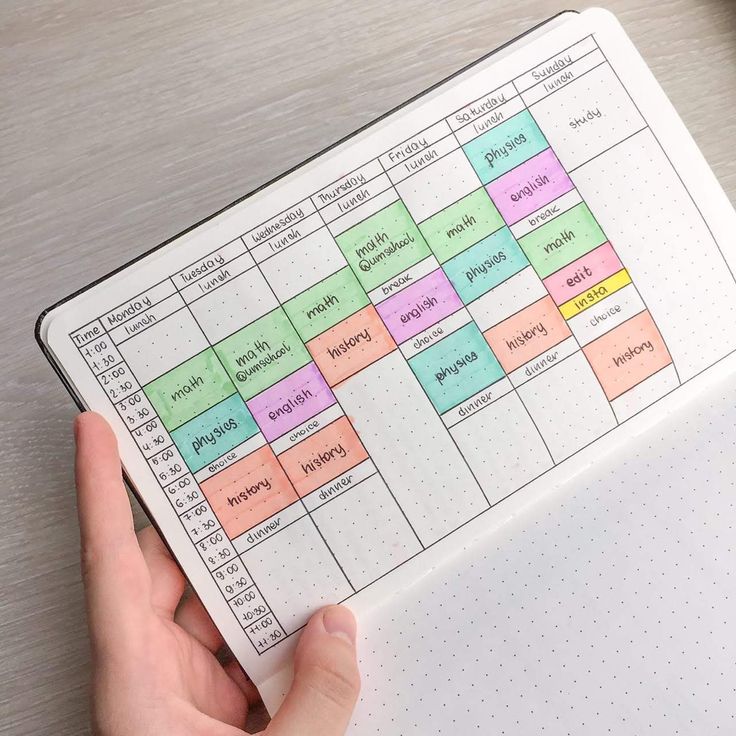 Time
1:00
1:30
2:00
2:30
3:00
3:30
4:00
4:30
5:00
5:30
6:00
6:30
7:00
7:30
8:00
8:30
9:00
9:30
10:00
10:30
11:00
11:30
Monday
lunch
math
physics
choice
history
dinner
Tuesday
lunch
math
@umschool
english
choice
history
dinner
Wednesday
lunch
math
history
Thursday
lunch
math
@umschool
break
english
choice
physics
dinner
Friday
lunch
math
physics
history
dinner
Saturday
lunch
physics
english
break
math
edit
insta
choice
history
Sunday
lunch
study